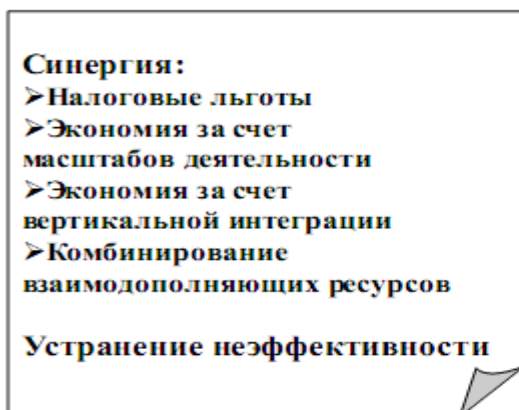 Синергия:
➢Налоговые льготы
➢Экономия за счет
масштабов деятельности
➢Экономия за счет
вертикальной интеграции
➢Комбинирование
взаимодополняющих ресурсов
Устранение неэффективности